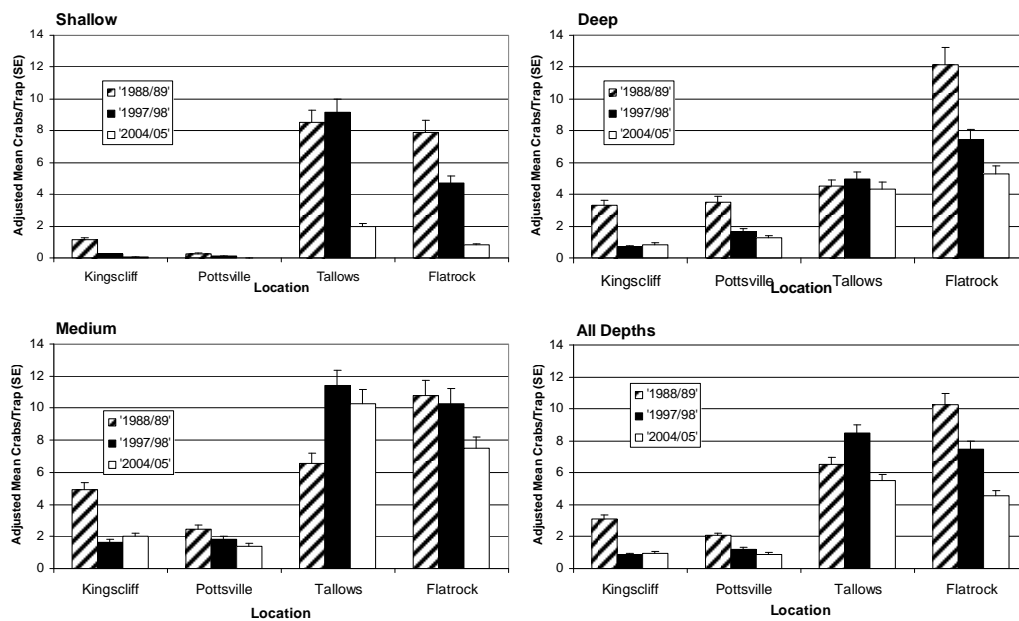 Shallow
Adjusted Mean Crabs/Trap (SE)
14
12
10
8
6
4
2
0
'1988/89'
'1997/98'
'2004/05'
Kingscliff Pottsville Tallows Flatrock
Location
Deep
Adjusted Mean Crabs/Trap (SE)
14
12
10
8
6
4
2
0
'1988/89'
'1997/98'
'2004/05'
Kingscliff Pottsville Tallows Flatrock
Location
Medium
Adjusted Mean Crabs/Trap (SE)
14
12
10
8
6
4
2
0
'1988/89'
'1997/98'
'2004/05'
Kingscliff Pottsville Tallows Flatrock
Location
All Depths
Adjusted Mean Crabs/Trap (SE)
14
12
10
8
6
4
2
0
'1988/89'
'1997/98'
'2004/05'
Kingscliff Pottsville Tallows Flatrock
Location